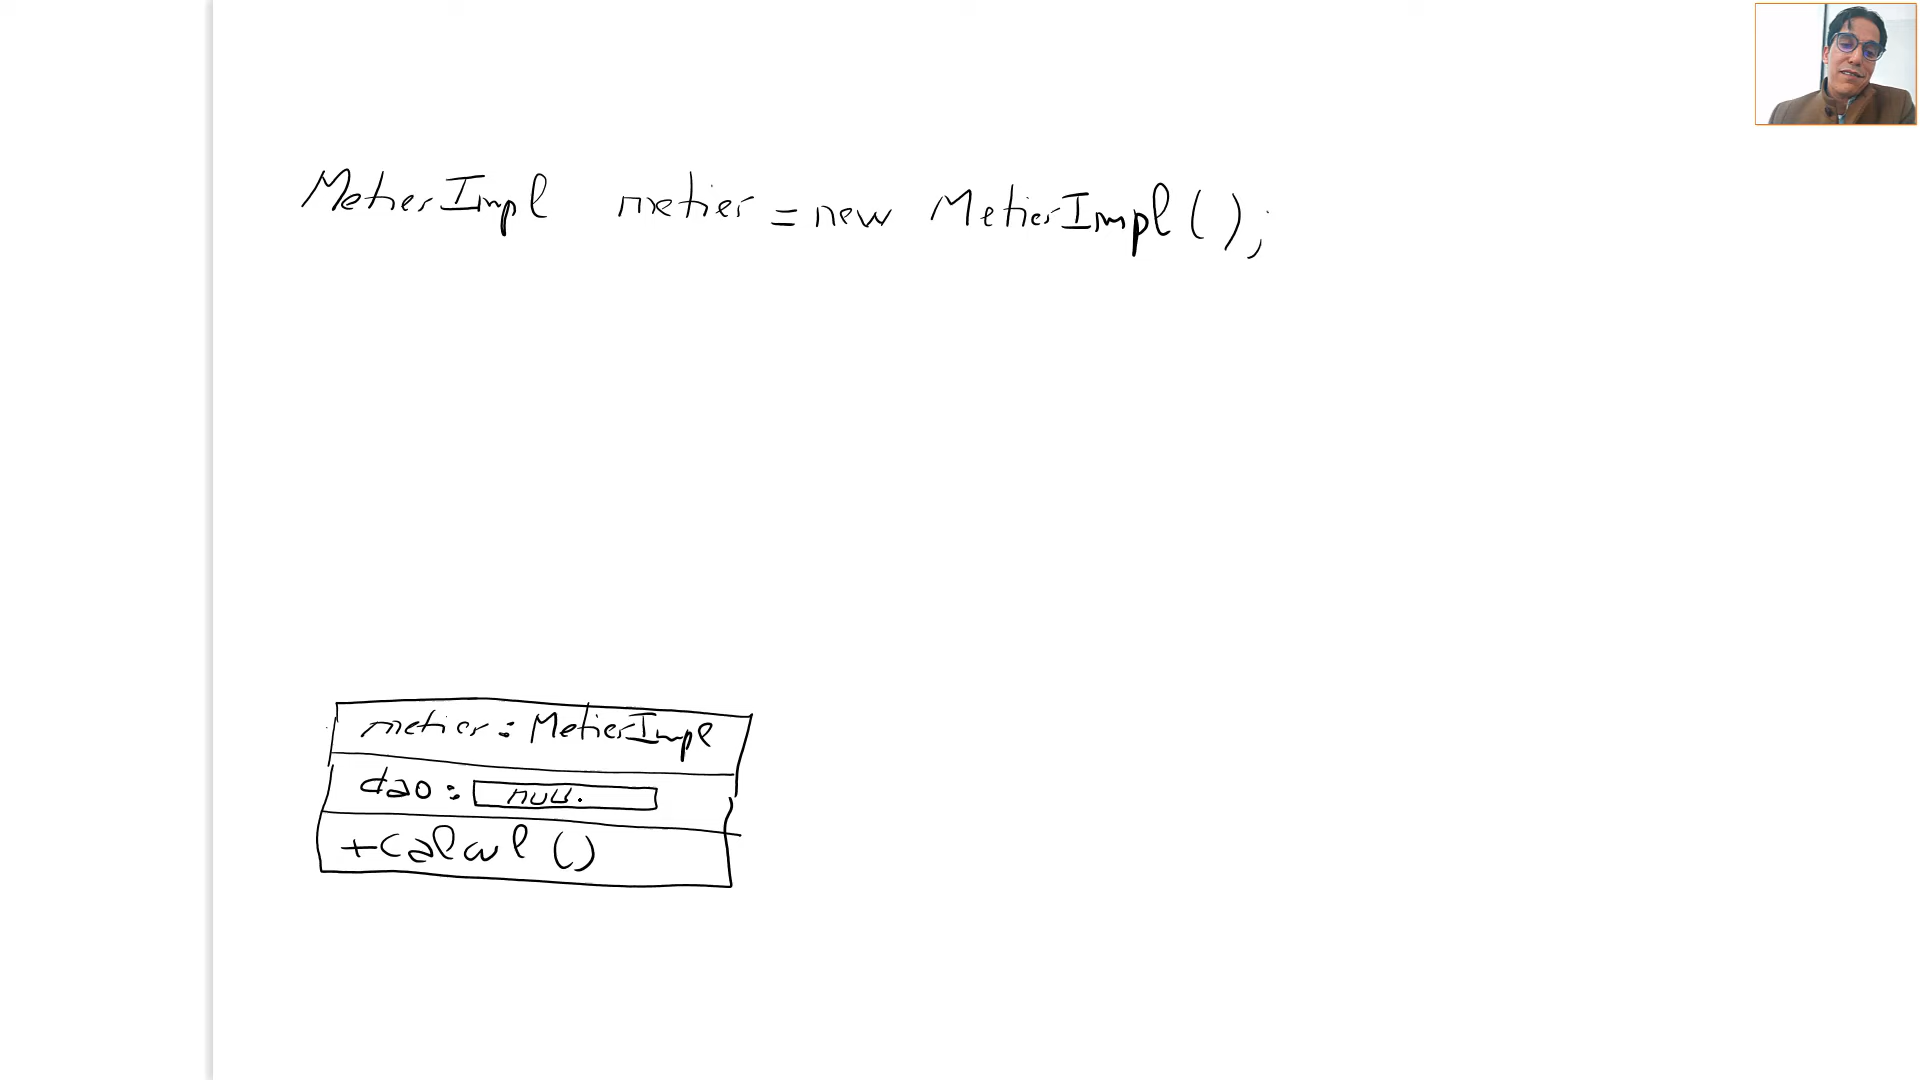 MetierImpl metier = new MetierImpl();
metier : MetierImpl
dao : null.
+calcul()